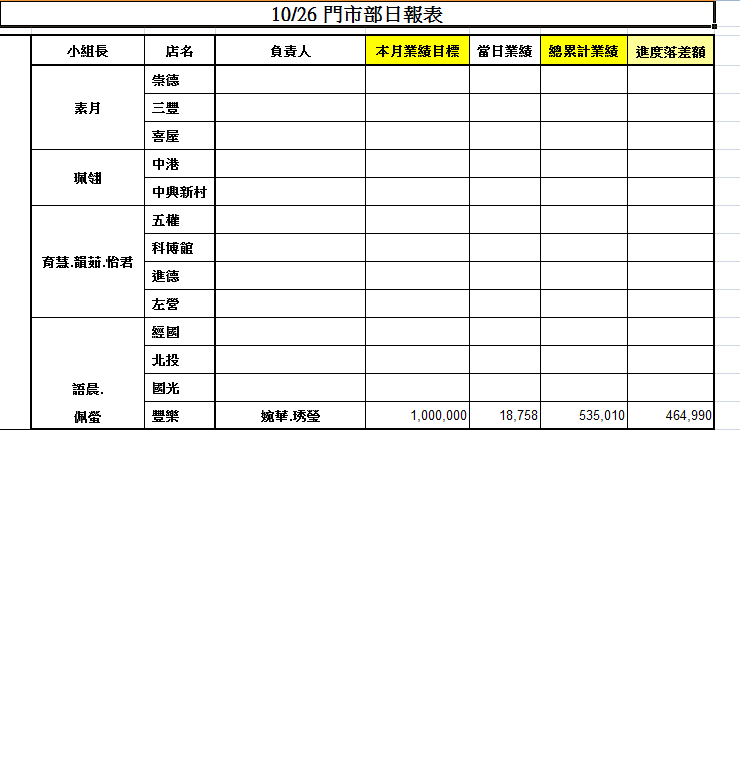 10/26 門市部日報表
小組長 店名 負責人 本月業績目標 當日業績 總累計業績 進度落差額
崇德
素月 三豐
喜屋
珮翎 中港
中興新村
五權
育慧.韻茹.怡君 科博館
進德
左營
經國
北投
語晨. 國光
佩螢 豐樂 婉華.琇瑩 1,000,000 18,758 535,010 464,990